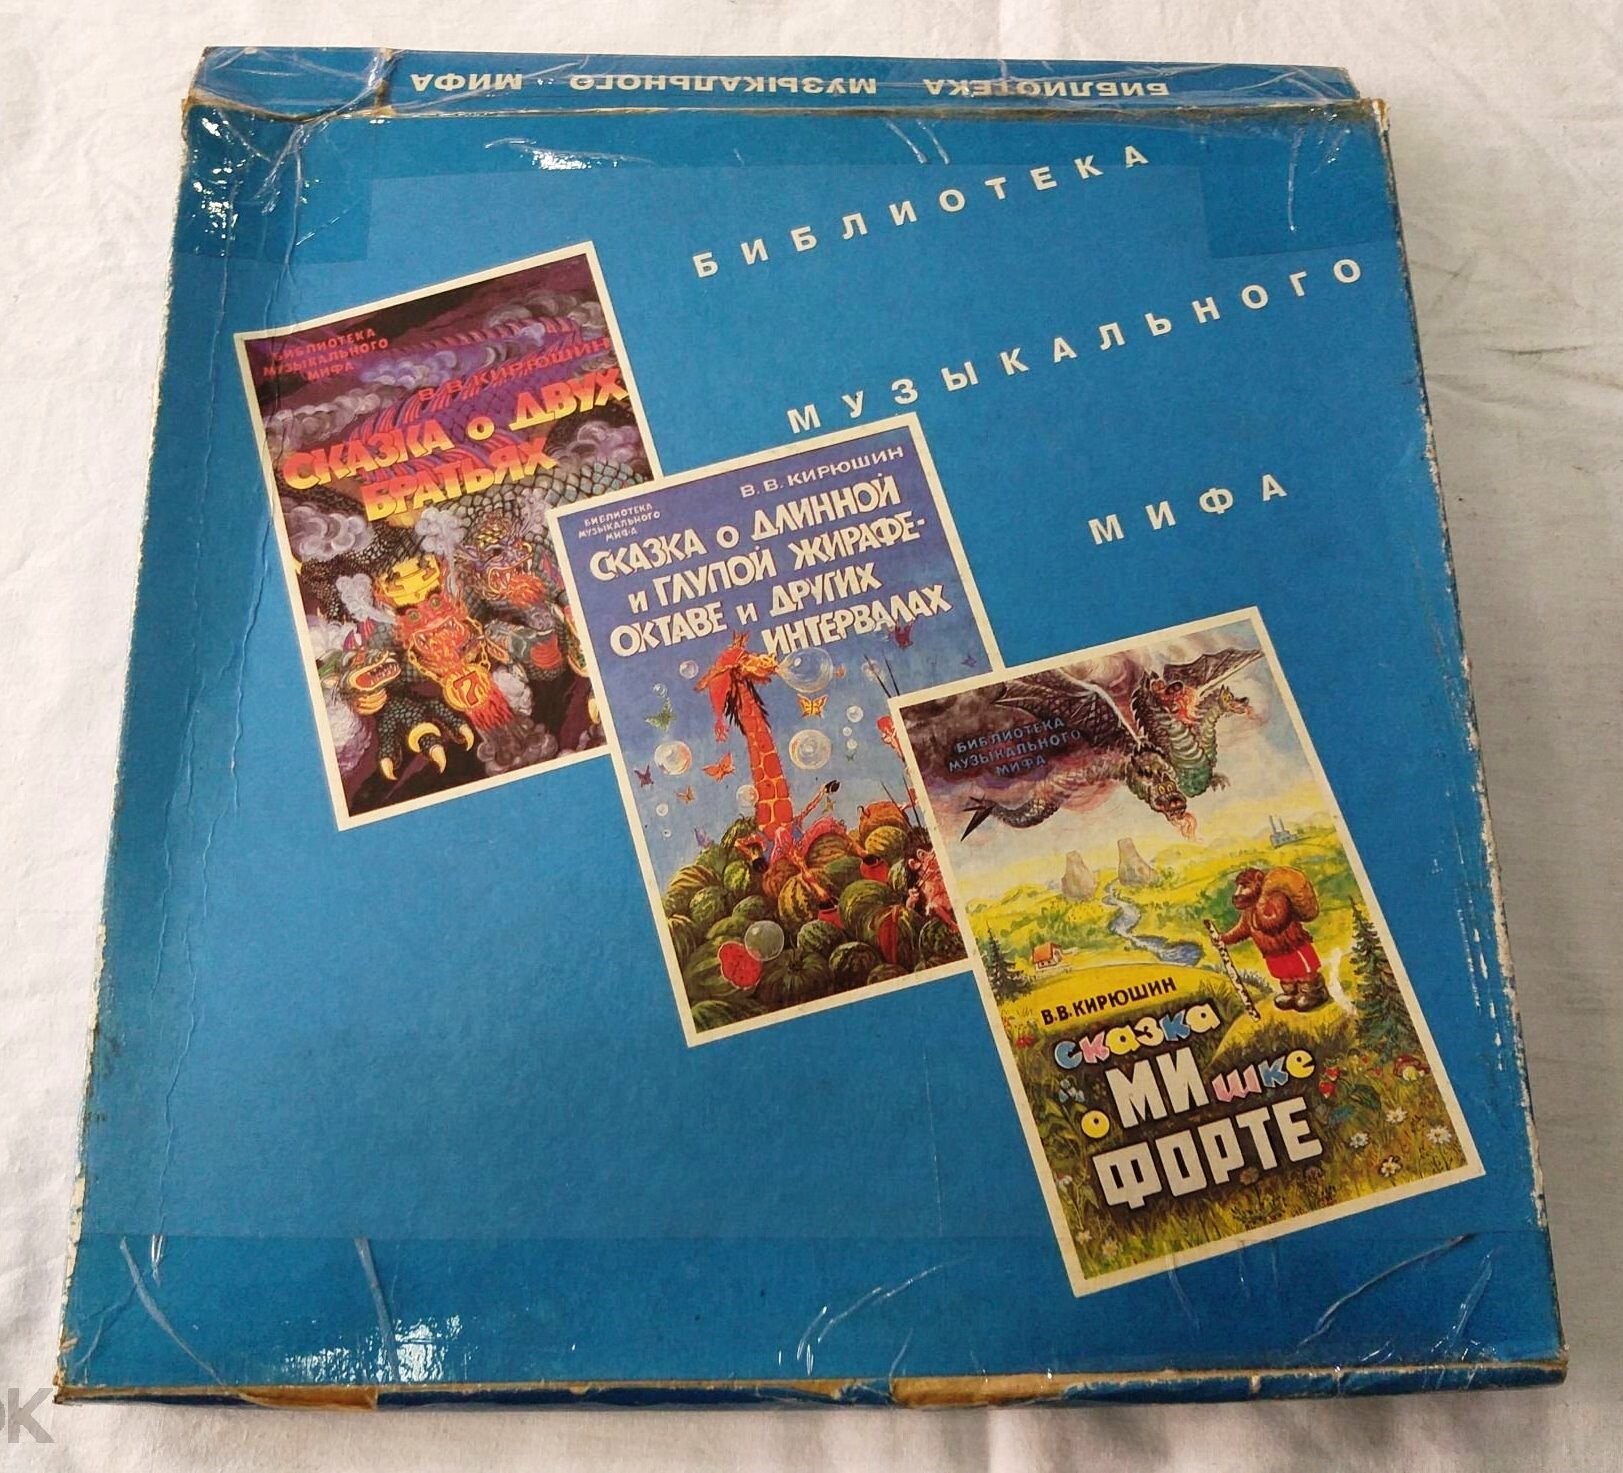 БИБЛИОТЕКА МУЗЫКАЛЬНОГО МИФА
БИБЛИОТЕКА
МУЗЫКАЛЬНОГО
МИФА
БИБЛИОТЕКА
МУЗЫКАЛЬНОГО
МИФА
В.В.КИРЮШИН
СКАЗКА О ДВУХ
БРАТЬЯХ
7
В.В.КИРЮШИН
БИБЛИОТЕКА
МУЗЫКАЛЬНОГО
МИФА
СКАЗКА О ДЛИННОЙ
И ГЛУПОЙ ЖИРАФЕ-
ОКТАВЕ И ДРУГИХ
ИНТЕРВАЛАХ
БИБЛИОТЕКА
МУЗЫКАЛЬНОГО
МИФА
В.В.КИРЮШИН
сказка
о МИшке
ФОРТЕ